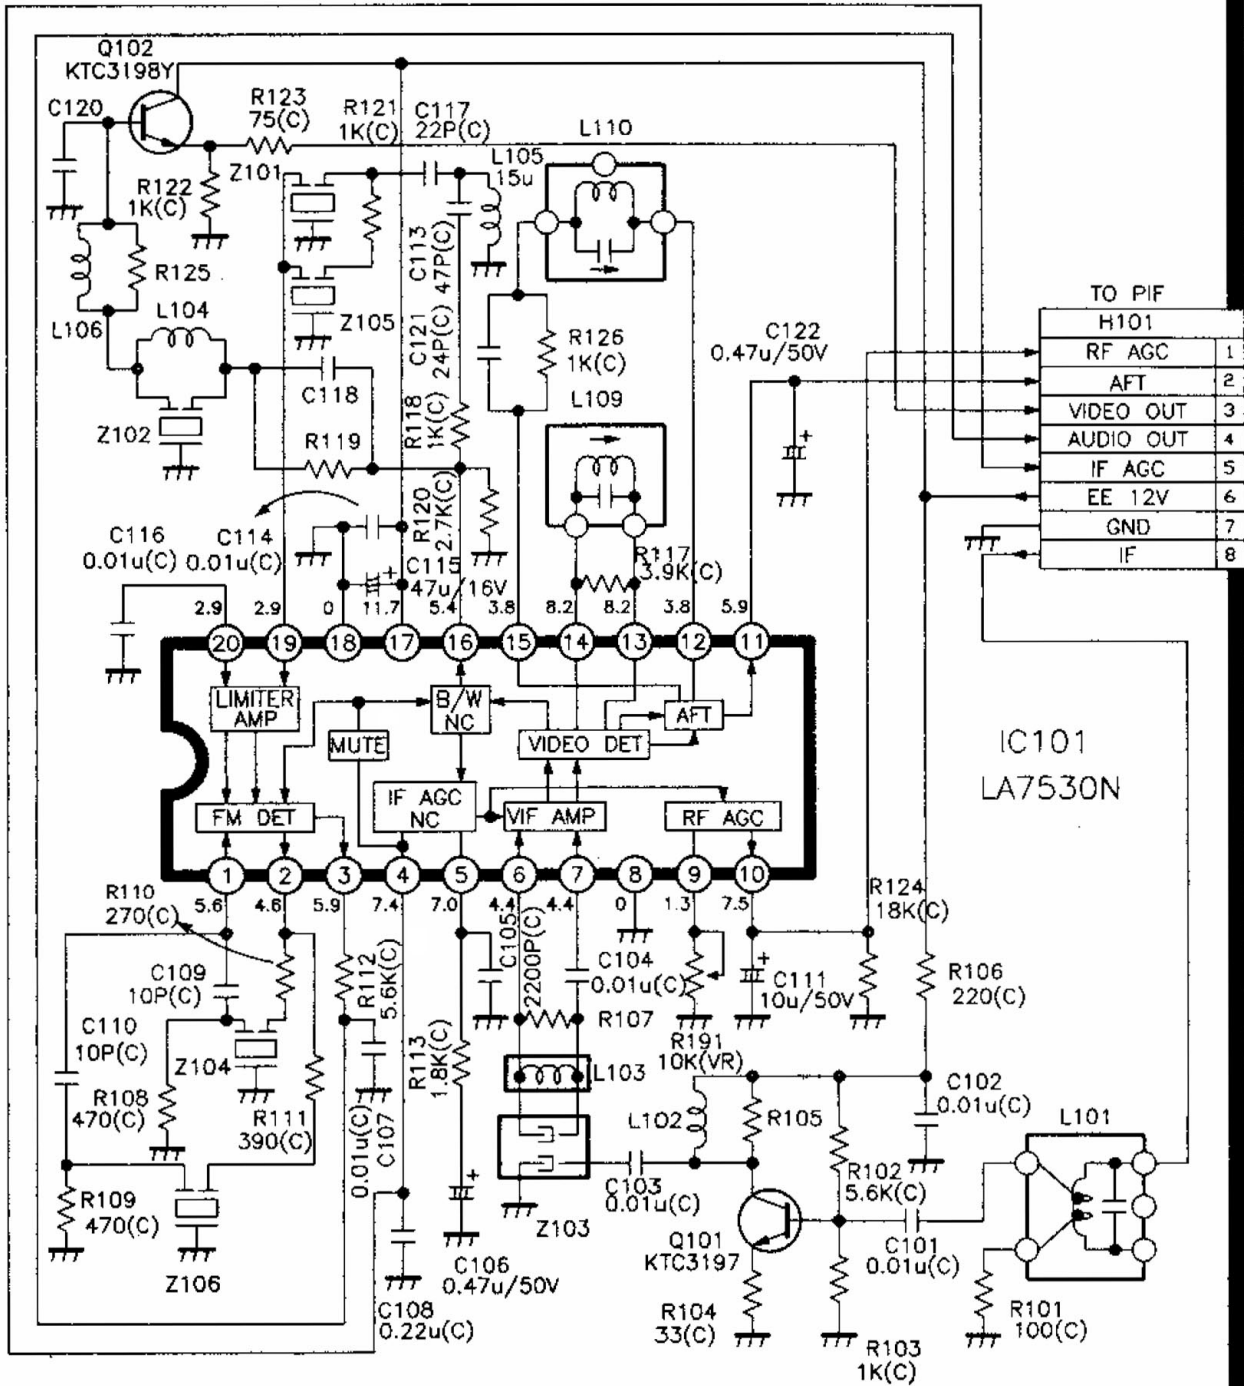 Q102
KTC3198Y
C120
R123
75(C)
R121
1K(C)
C117
22P(C)
L110
R122
1K(C)
Z101
L105
15u
C113
47P(C)
R125
L106
L104
Z105
C121
24P(C)
R126
1K(C)
C122
0.47u/50V
Z102
C118
R119
R118
1K(C)
L109
TO PIF
H101
RF AGC 1
AFT 2
VIDEO OUT 3
AUDIO OUT 4
IF AGC 5
EE 12V 6
GND 7
IF 8
C116
0.01u(C)
C114
0.01u(C)
R120
2.7K(C)
C115
47u/16V
R117
3.9K(C)
2.9 2.9 0 11.7 5.4 3.8 8.2 8.2 3.8 5.9
20 19 18 17 16 15 14 13 12 11
LIMITER
AMP
B/W
NC
AFT
MUTE
VIDEO DET
IC101
LA7530N
FM DET
IF AGC
NC
VIF AMP
RF AGC
1 2 3 4 5 6 7 8 9 10
5.6 4.6 5.9 7.4 7.0 4.4 4.4 0 1.3 7.5
R110
270(C)
C109
10P(C)
C110
10P(C)
R108
470(C)
Z104
R111
390(C)
R112
5.6K(C)
0.01u(C)
C107
R113
1.8K(C)
C105
2200P(C)
C104
0.01u(C)
R107
L103
R191
10K(VR)
C111
10u/50V
R124
18K(C)
R106
220(C)
L102
R105
C102
0.01u(C)
L101
R109
470(C)
Z106
C103
0.01u(C)
Z103
R102
5.6K(C)
Q101
KTC3197
C101
0.01u(C)
C106
0.47u/50V
C108
0.22u(C)
R104
33(C)
R103
1K(C)
R101
100(C)